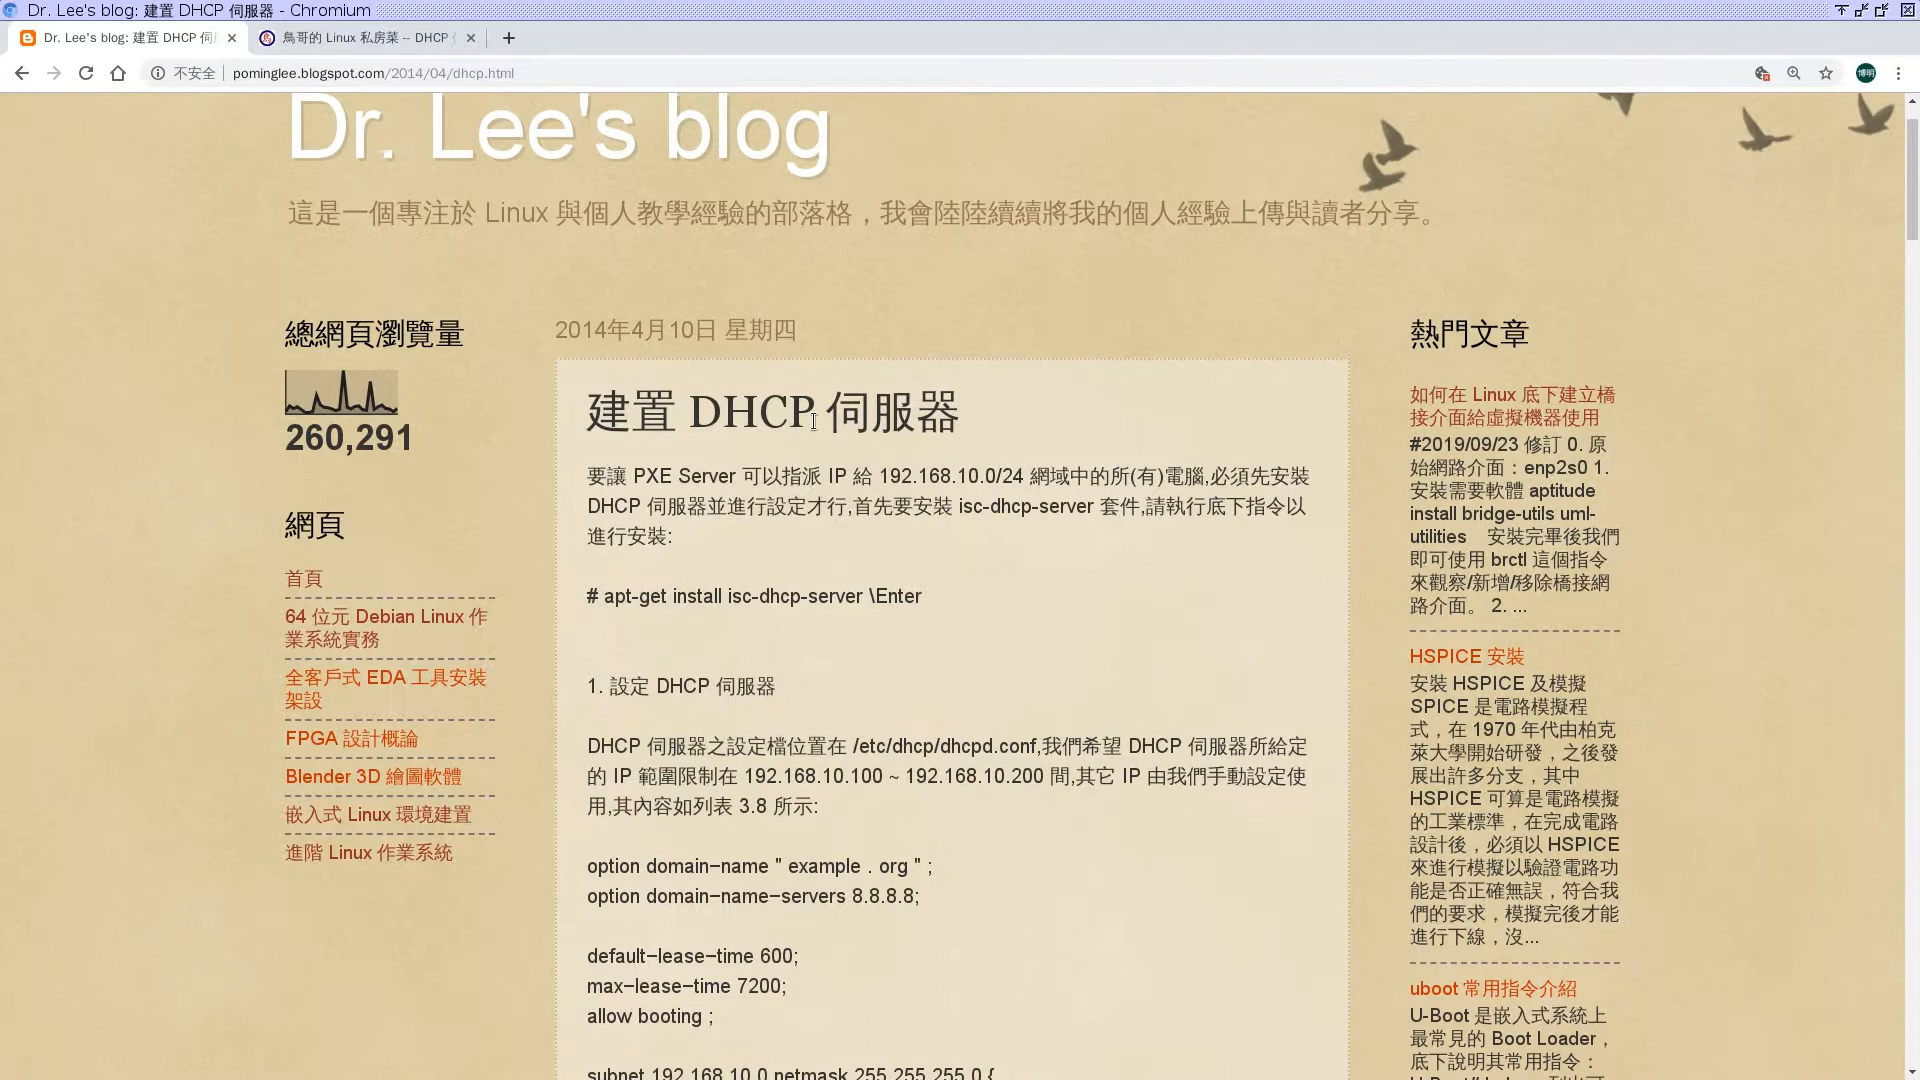 Dr. Lee's blog: 建置 DHCP 伺服器 - Chromium
Dr. Lee's blog: 建置 DHCP 伺
鳥哥的 Linux 私房菜 -- DHCP
不安全
pominglee.blogspot.com/2014/04/dhcp.html
博明
Dr. Lee's blog
這是一個專注於 Linux 與個人教學經驗的部落格，我會陸陸續續將我的個人經驗上傳與讀者分享。
總網頁瀏覽量
260,291
網頁
首頁
64 位元 Debian Linux 作
業系統實務
全客戶式 EDA 工具安裝
架設
FPGA 設計概論
Blender 3D 繪圖軟體
嵌入式 Linux 環境建置
進階 Linux 作業系統
2014年4月10日 星期四
建置 DHCP 伺服器
要讓 PXE Server 可以指派 IP 給 192.168.10.0/24 網域中的所(有)電腦,必須先安裝
DHCP 伺服器並進行設定才行,首先要安裝 isc-dhcp-server 套件,請執行底下指令以
進行安裝:
# apt-get install isc-dhcp-server \Enter
1. 設定 DHCP 伺服器
DHCP 伺服器之設定檔位置在 /etc/dhcp/dhcpd.conf,我們希望 DHCP 伺服器所給定
的 IP 範圍限制在 192.168.10.100 ~ 192.168.10.200 間,其它 IP 由我們手動設定使
用,其內容如列表 3.8 所示:
option domain−name " example . org " ;
option domain−name−servers 8.8.8.8;
default−lease−time 600;
max−lease−time 7200;
allow booting ;
subnet 192.168.10.0 netmask 255.255.255.0 {
熱門文章
如何在 Linux 底下建立橋
接介面給虛擬機器使用
#2019/09/23 修訂 0. 原
始網路介面：enp2s0 1.
安裝需要軟體 aptitude
install bridge-utils uml-
utilities 安裝完畢後我們
即可使用 brctl 這個指令
來觀察/新增/移除橋接網
路介面。 2. ...
HSPICE 安裝
安裝 HSPICE 及模擬
SPICE 是電路模擬程
式，在 1970 年代由柏克
萊大學開始研發，之後發
展出許多分支，其中
HSPICE 可算是電路模擬
的工業標準，在完成電路
設計後，必須以 HSPICE
來進行模擬以驗證電路功
能是否正確無誤，符合我
們的要求，模擬完後才能
進行下線，沒...
uboot 常用指令介紹
U-Boot 是嵌入式系統上
最常見的 Boot Loader，
底下說明其常用指令：